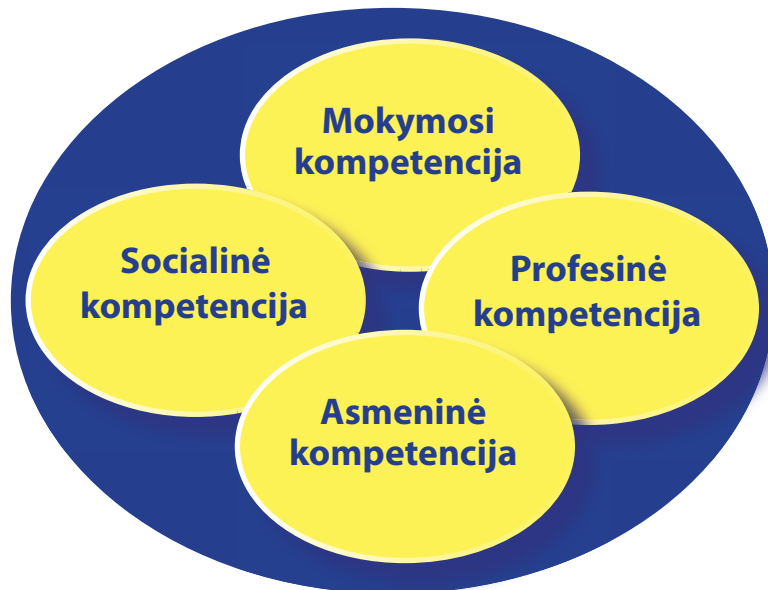 Mokymosi
kompetencija
Socialinė
kompetencija
Profesinė
kompetencija
Asmeninė
kompetencija